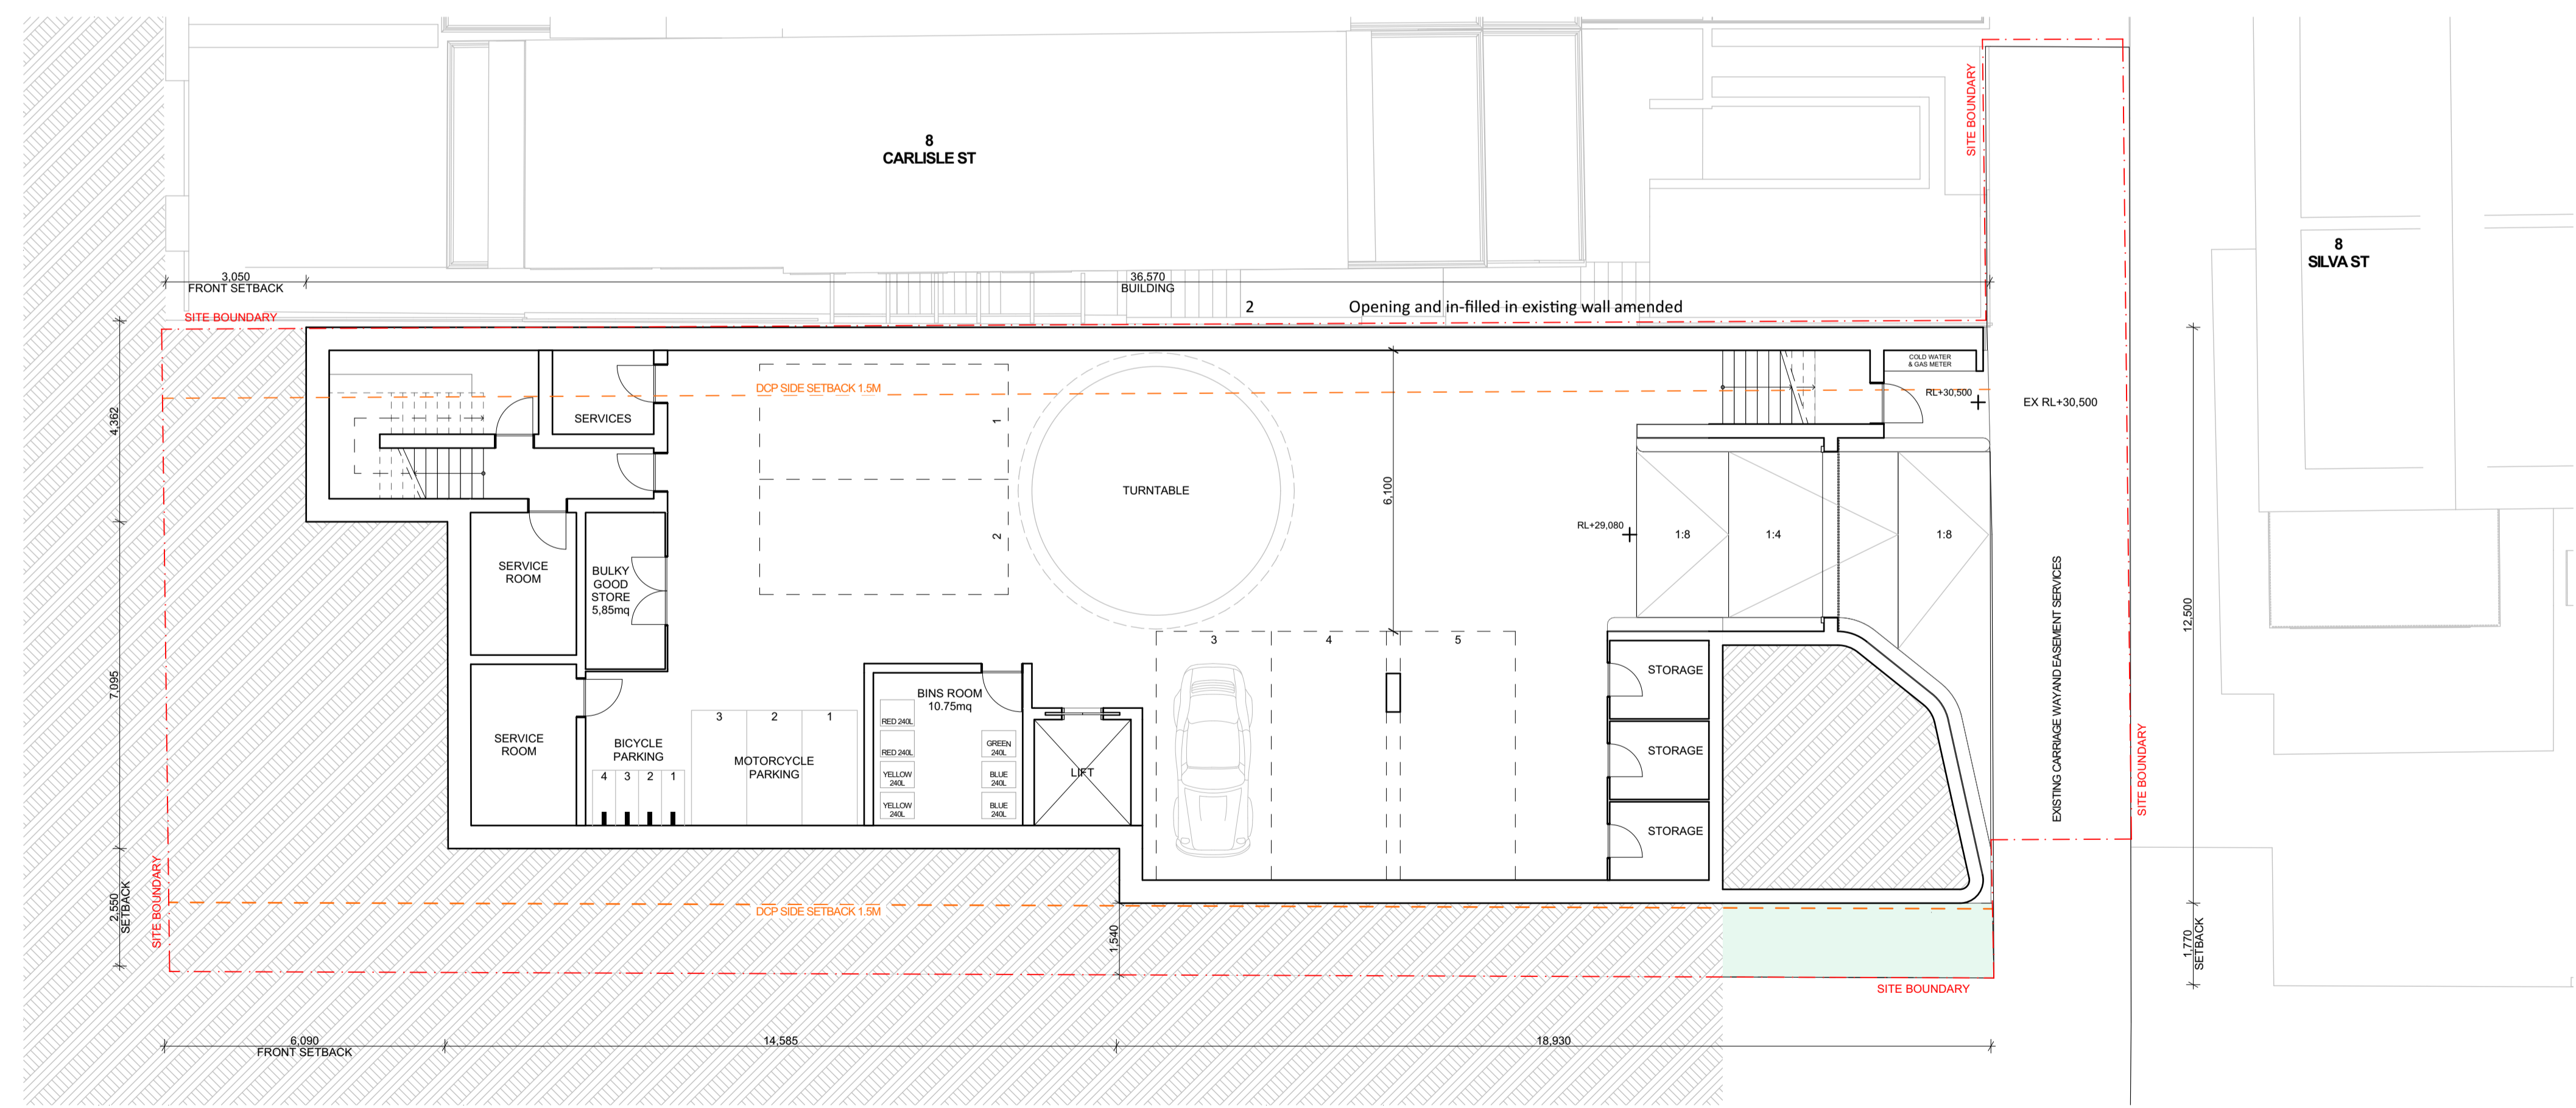 8
CARLISLE ST
SITE BOUNDARY
8
SILVA ST
3,050
FRONT SETBACK
36,570
BUILDING
2 Opening and in-filled in existing wall amended
SITE BOUNDARY
COLD WATER
& GAS METER
DCP SIDE SETBACK 1.5M
RL+30,500
EX RL+30,500
4,362
SERVICES
1
TURNTABLE
6,100
2
RL+29,080
1:8
1:4
1:8
SERVICE
ROOM
BULKY
GOOD
STORE
5,85mq
EXISTING CARRIAGE WAY AND EASEMENT SERVICES
12,500
3
4
5
STORAGE
7,095
BINS ROOM
10.75mq
RED 240L
RED 240L
YELLOW
240L
YELLOW
240L
GREEN
240L
BLUE
240L
BLUE
240L
3
2
1
MOTORCYCLE
PARKING
SERVICE
ROOM
BICYCLE
PARKING
4
3
2
1
LIFT
STORAGE
STORAGE
SITE BOUNDARY
SITE BOUNDARY
2,550
SETBACK
DCP SIDE SETBACK 1.5M
1,540
1,770
SETBACK
SITE BOUNDARY
6,090
FRONT SETBACK
14,585
18,930